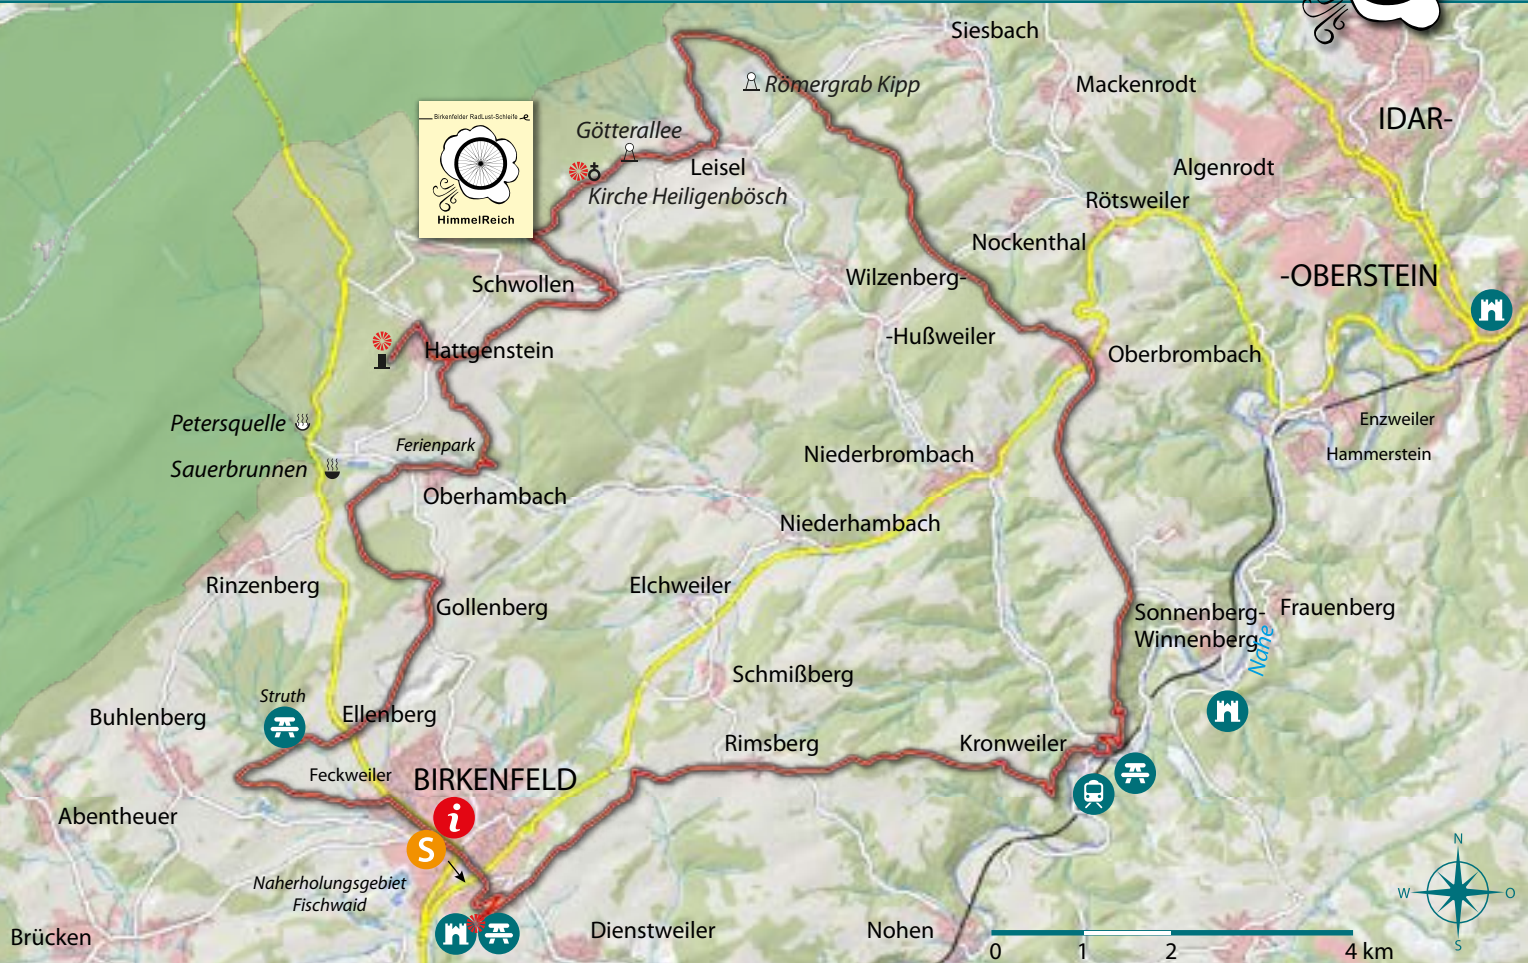 Siesbach
Mackenrodt
Römergrab Kipp
IDAR-
Birkenfelder RadLust-Schleife
HimmelReich
Götterallee
Leisel
Kirche Heiligenbösch
Algenrodt
Rötsweiler
Nockenthal
-OBERSTEIN
Schwollen
Wilzenberg-
-Hußweiler
Hattgenstein
Oberbrombach
Petersquelle
Sauerbrunnen
Ferienpark
Enzweiler
Hammerstein
Niederbrombach
Oberhambach
Niederhambach
Rinzenberg
Elchweiler
Gollenberg
Sonnenberg-
Winnenberg
Frauenberg
Nahe
Schmißberg
Struth
Buhlenberg
Ellenberg
Rimsberg
Kronweiler
Feckweiler
BIRKENFELD
Abentheuer
i
S
Naherholungsgebiet
Fischwaid
Brücken
Dienstweiler
Nohen
N
W
O
S
0 1 2 4 km